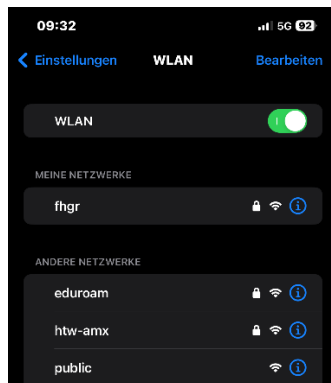 09:32 5G 92
Einstellungen WLAN Bearbeiten
WLAN
MEINE NETZWERKE
fhgr
ANDERE NETZWERKE
eduroam
htw-amx
public